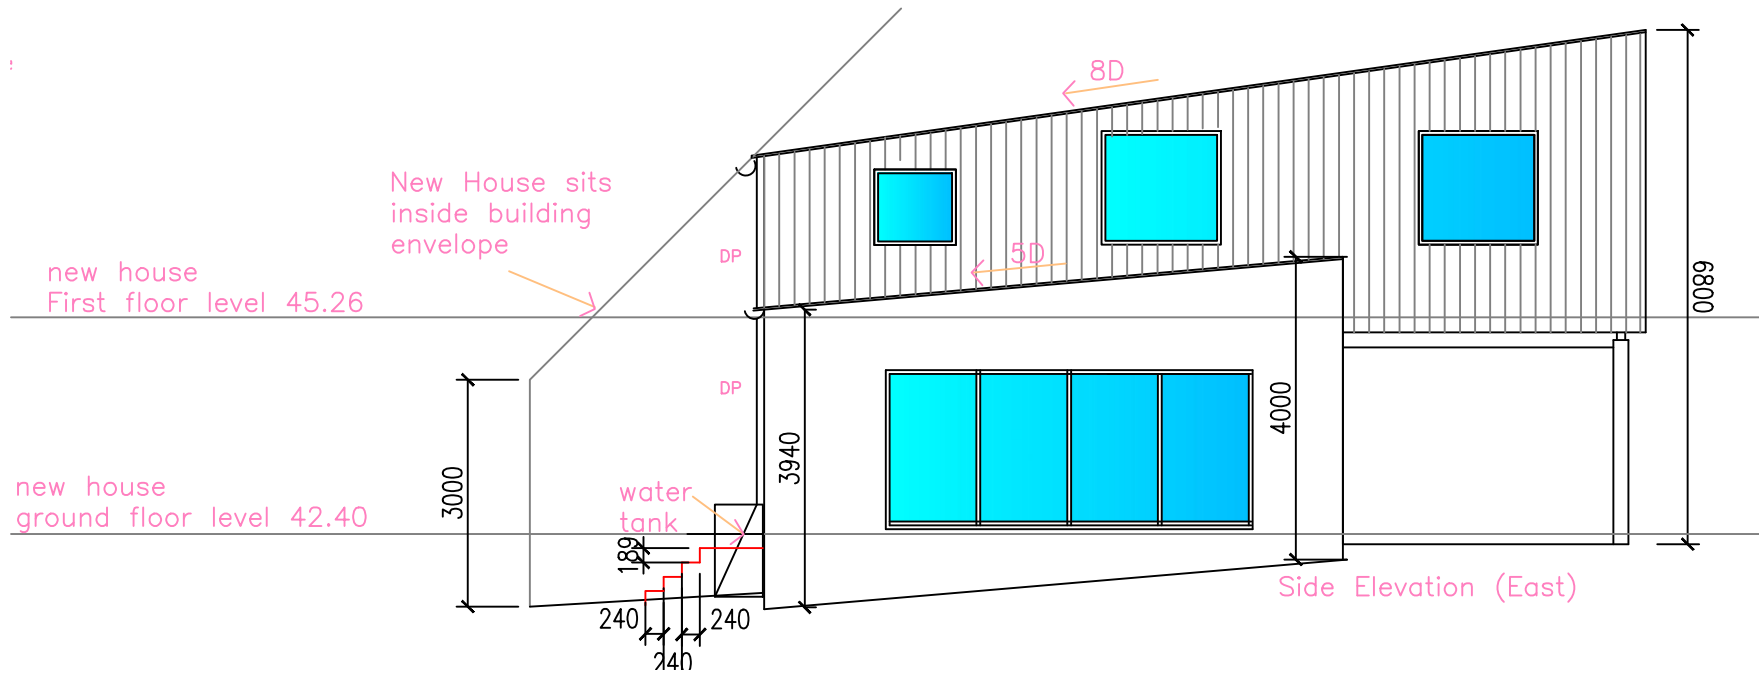 8D
New House sits
inside building
envelope
DP
5D
new house
First floor level 45.26
6800
DP
4000
3940
3000
new house
ground floor level 42.40
water
tank
189
Side Elevation (East)
240
240
240